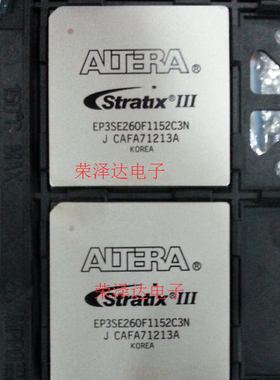 ALTERA®
Stratix® III
EP3SE260F1152C3N
J CAFA71213A
KOREA
荣泽达电子
ALTERA®
Stratix® III
EP3SE260F1152C3N
J CAFA71213A
KOREA
荣泽达电子